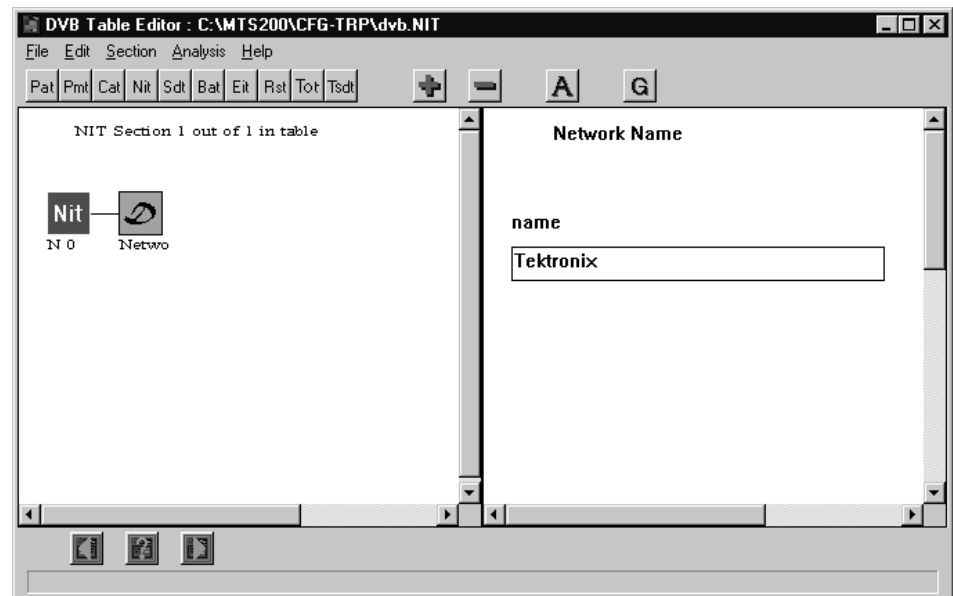 DVB Table Editor : C:\MTS200\CFG-TRP\dvb.NIT
File Edit Section Analysis Help
Pat Pmt Cat Nit Sdt Bat Eit Rst Tot Tsdt A G
NIT Section 1 out of 1 in table
Nit
N 0 Netwo
Network Name
name
Tektronix